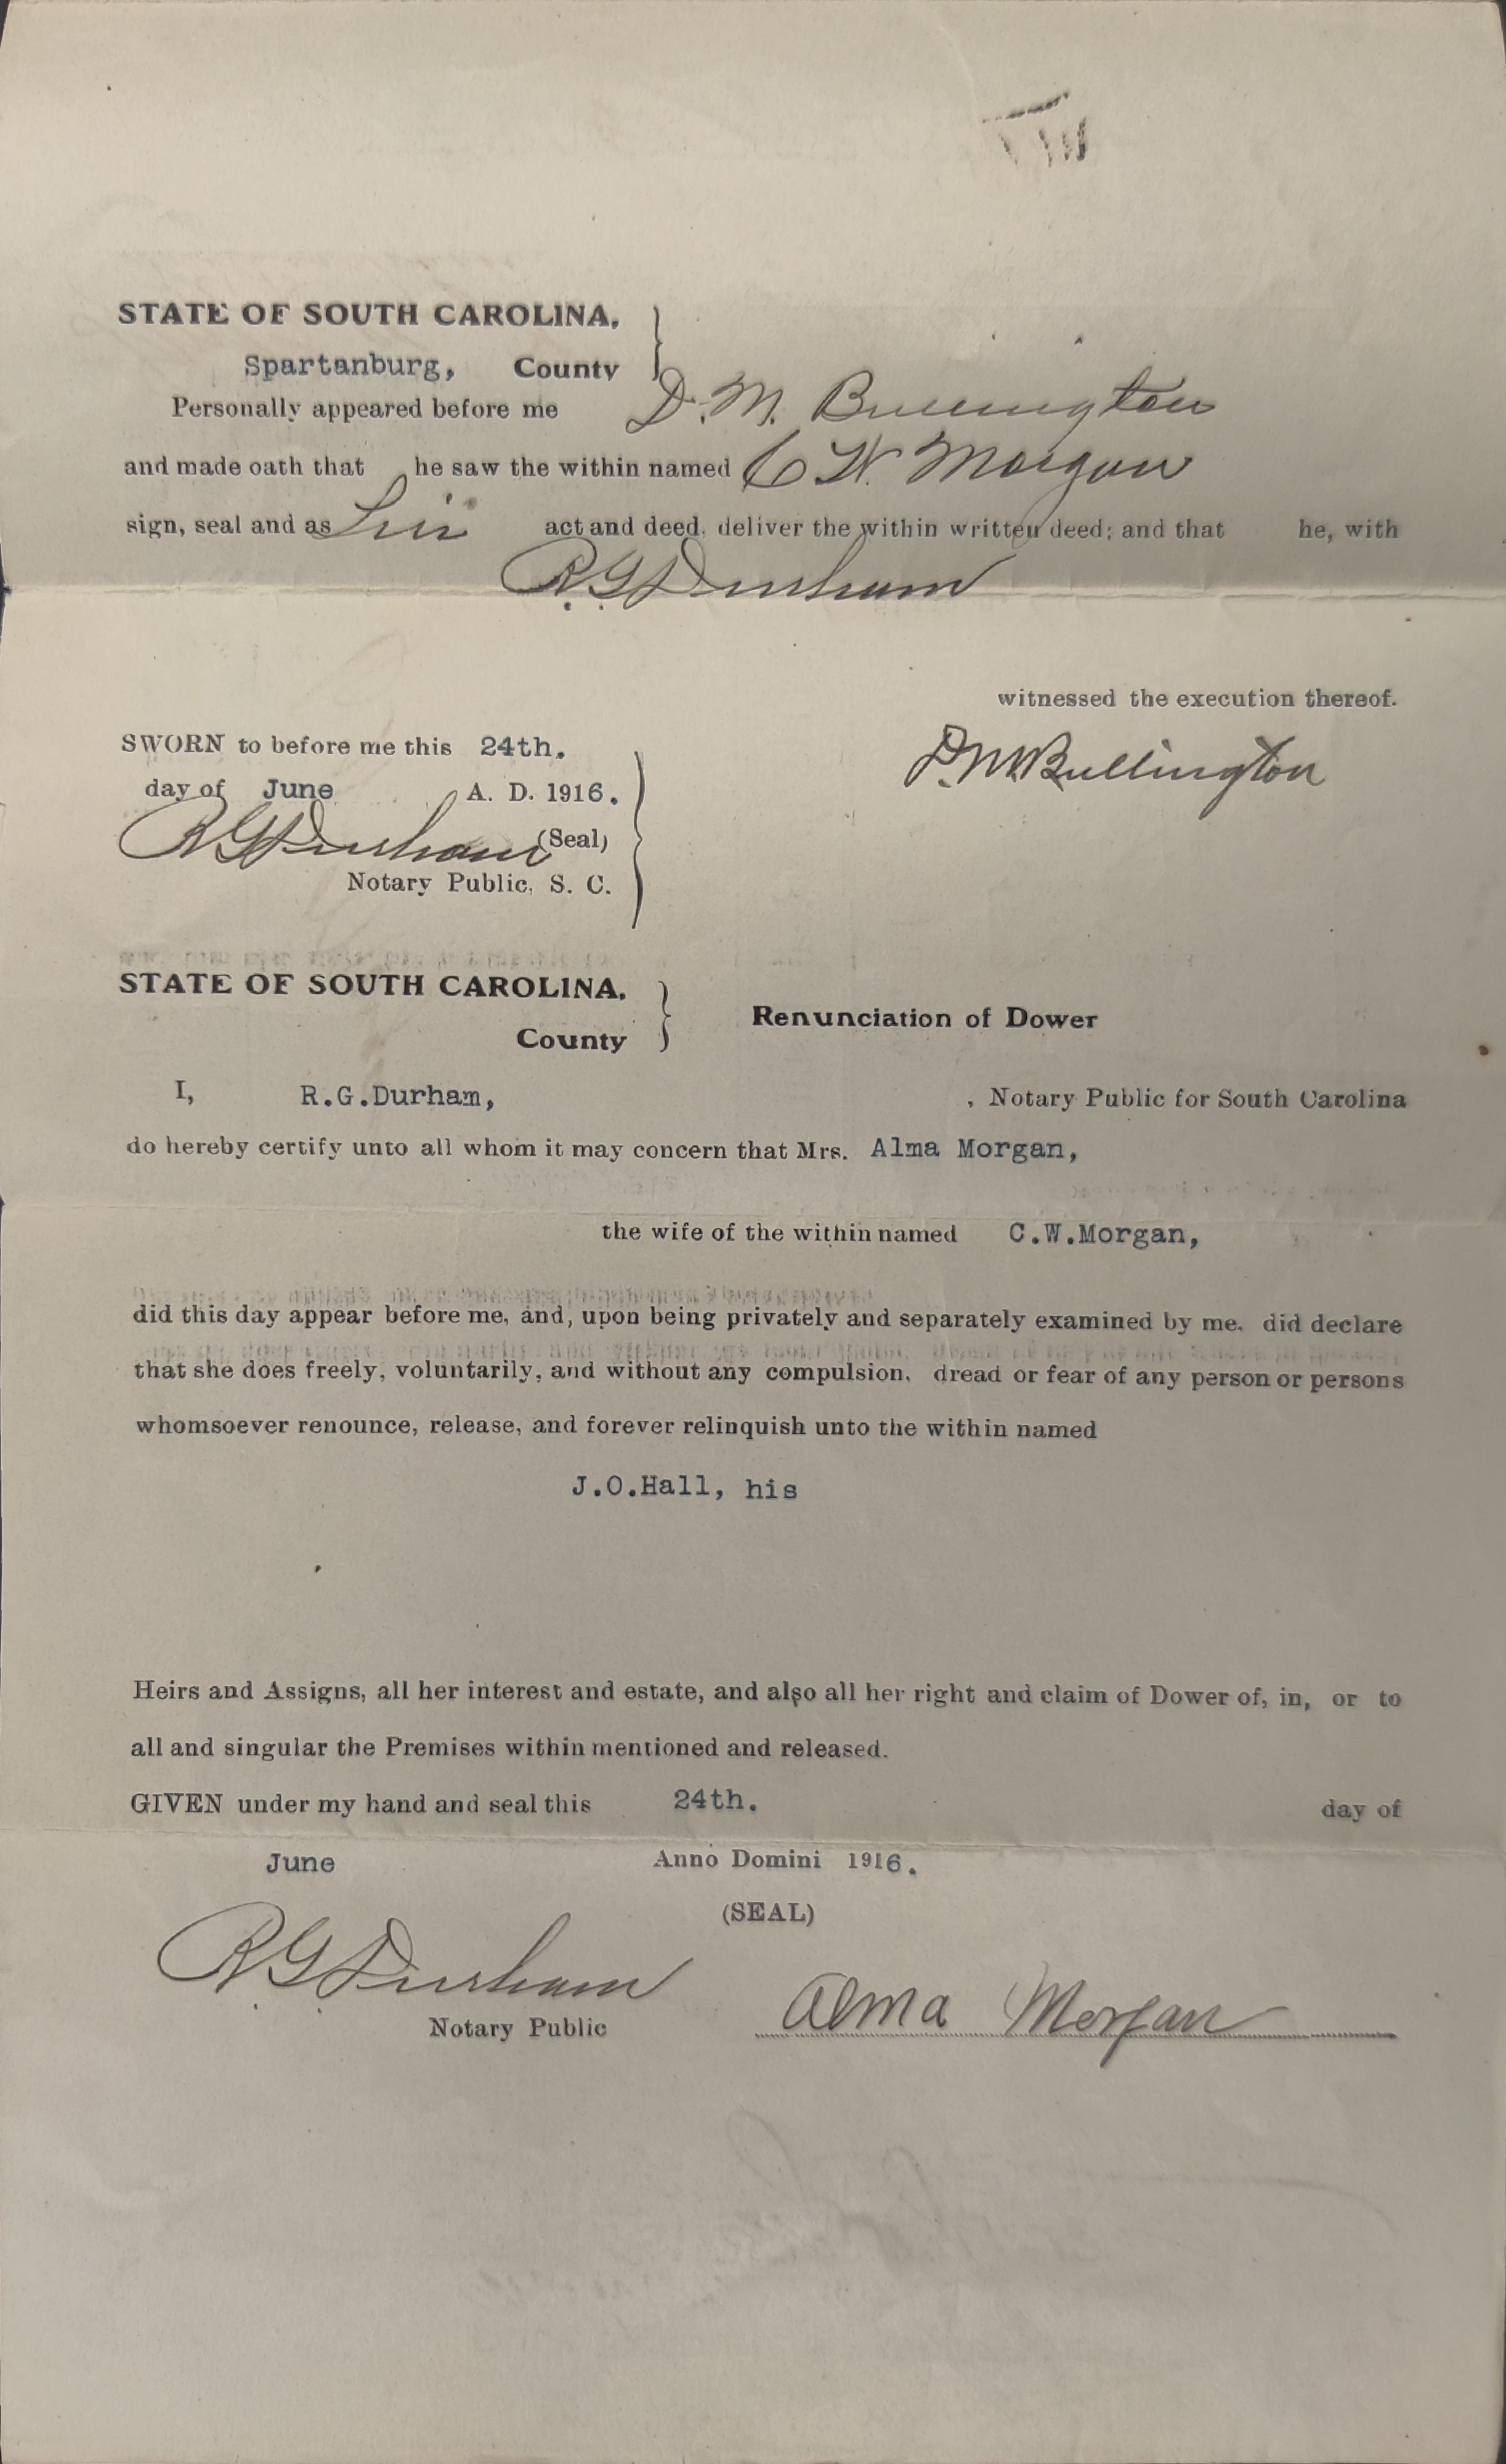 STATE OF SOUTH CAROLINA,
Spartanburg, County
Personally appeared before me D. M. Bullington
and made oath that he saw the within named C W. Morgan
sign, seal and as his act and deed, deliver the within written deed; and that he, with
R. G. Durham
witnessed the execution thereof.
SWORN to before me this 24th.
D. M. Bullington
day of June A. D. 1916.
R G Durham (Seal)
Notary Public, S. C.
STATE OF SOUTH CAROLINA,
County
Renunciation of Dower
I, R.G.Durham, , Notary Public for South Carolina
do hereby certify unto all whom it may concern that Mrs. Alma Morgan,
the wife of the within named C.W.Morgan,
did this day appear before me, and, upon being privately and separately examined by me, did declare
that she does freely, voluntarily, and without any compulsion, dread or fear of any person or persons
whomsoever renounce, release, and forever relinquish unto the within named
J.O.Hall, his
Heirs and Assigns, all her interest and estate, and also all her right and claim of Dower of, in, or to
all and singular the Premises within mentioned and released.
GIVEN under my hand and seal this 24th. day of
June Anno Domini 1916.
(SEAL)
R. G. Durham
Alma Morgan
Notary Public